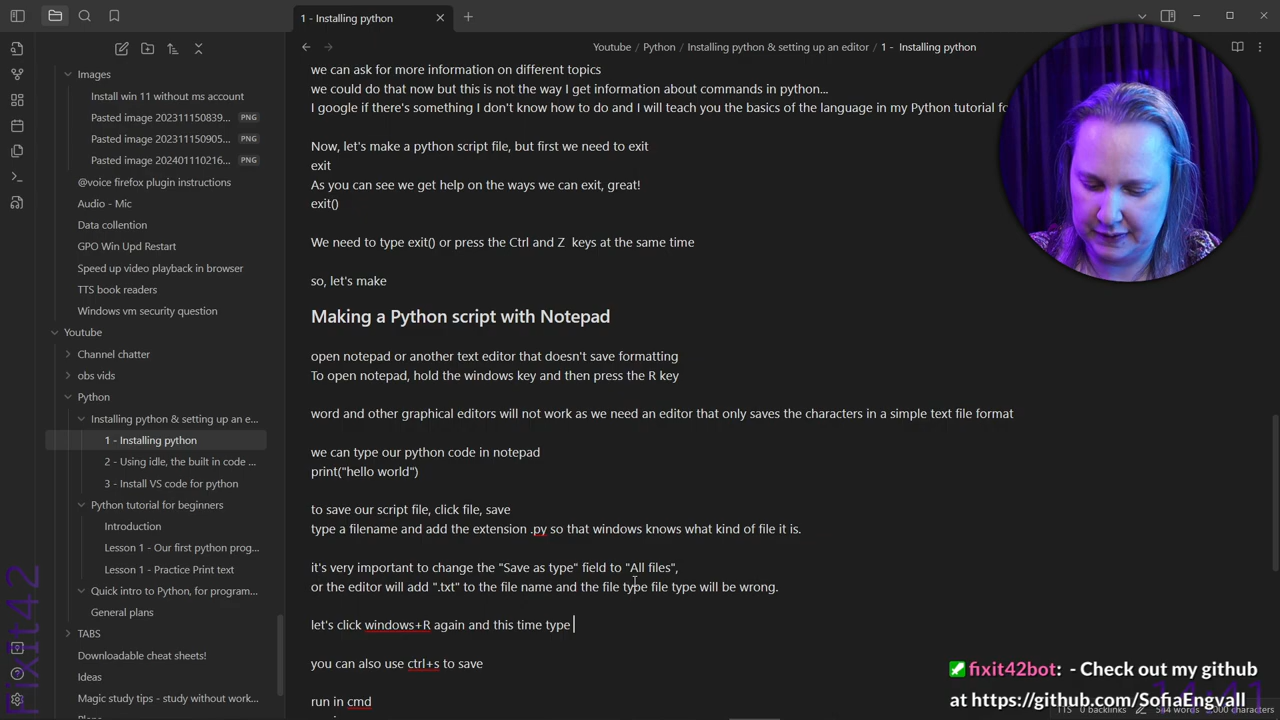 1 - Installing python
Youtube / Python / Installing python & setting up an editor / 1 - Installing python
Images
Install win 11 without ms account
Pasted image 202311150839... PNG
Pasted image 202311150905... PNG
Pasted image 202401110216... PNG
@voice firefox plugin instructions
Audio - Mic
Data collention
GPO Win Upd Restart
Speed up video playback in browser
TTS book readers
Windows vm security question
Youtube
Channel chatter
obs vids
Python
Installing python & setting up an e...
1 - Installing python
2 - Using idle, the built in code ...
3 - Install VS code for python
Python tutorial for beginners
Introduction
Lesson 1 - Our first python prog...
Lesson 1 - Practice Print text
Quick intro to Python, for program...
General points
TABS
Downloadable cheat sheets!
Ideas
Magic study tips - study without work...
we can ask for more information on different topics
we could do that now but this is not the way I get information about commands in python...
I google if there's something I don't know how to do and I will teach you the basics of the language in my Python tutorial fo
Now, let's make a python script file, but first we need to exit
exit
As you can see we get help on the ways we can exit, great!
exit()
We need to type exit() or press the Ctrl and Z keys at the same time
so, let's make
Making a Python script with Notepad
open notepad or another text editor that doesn't save formatting
To open notepad, hold the windows key and then press the R key
word and other graphical editors will not work as we need an editor that only saves the characters in a simple text file format
we can type our python code in notepad
print("hello world")
to save our script file, click file, save
type a filename and add the extension .py so that windows knows what kind of file it is.
it's very important to change the "Save as type" field to "All files",
or the editor will add ".txt" to the file name and the file type file type will be wrong.
let's click windows+R again and this time type
you can also use ctrl+s to save
run in cmd
fixit42bot: - Check out my github
at https://github.com/SofiaEngvall
TTS 0 backlinks
Fixit42